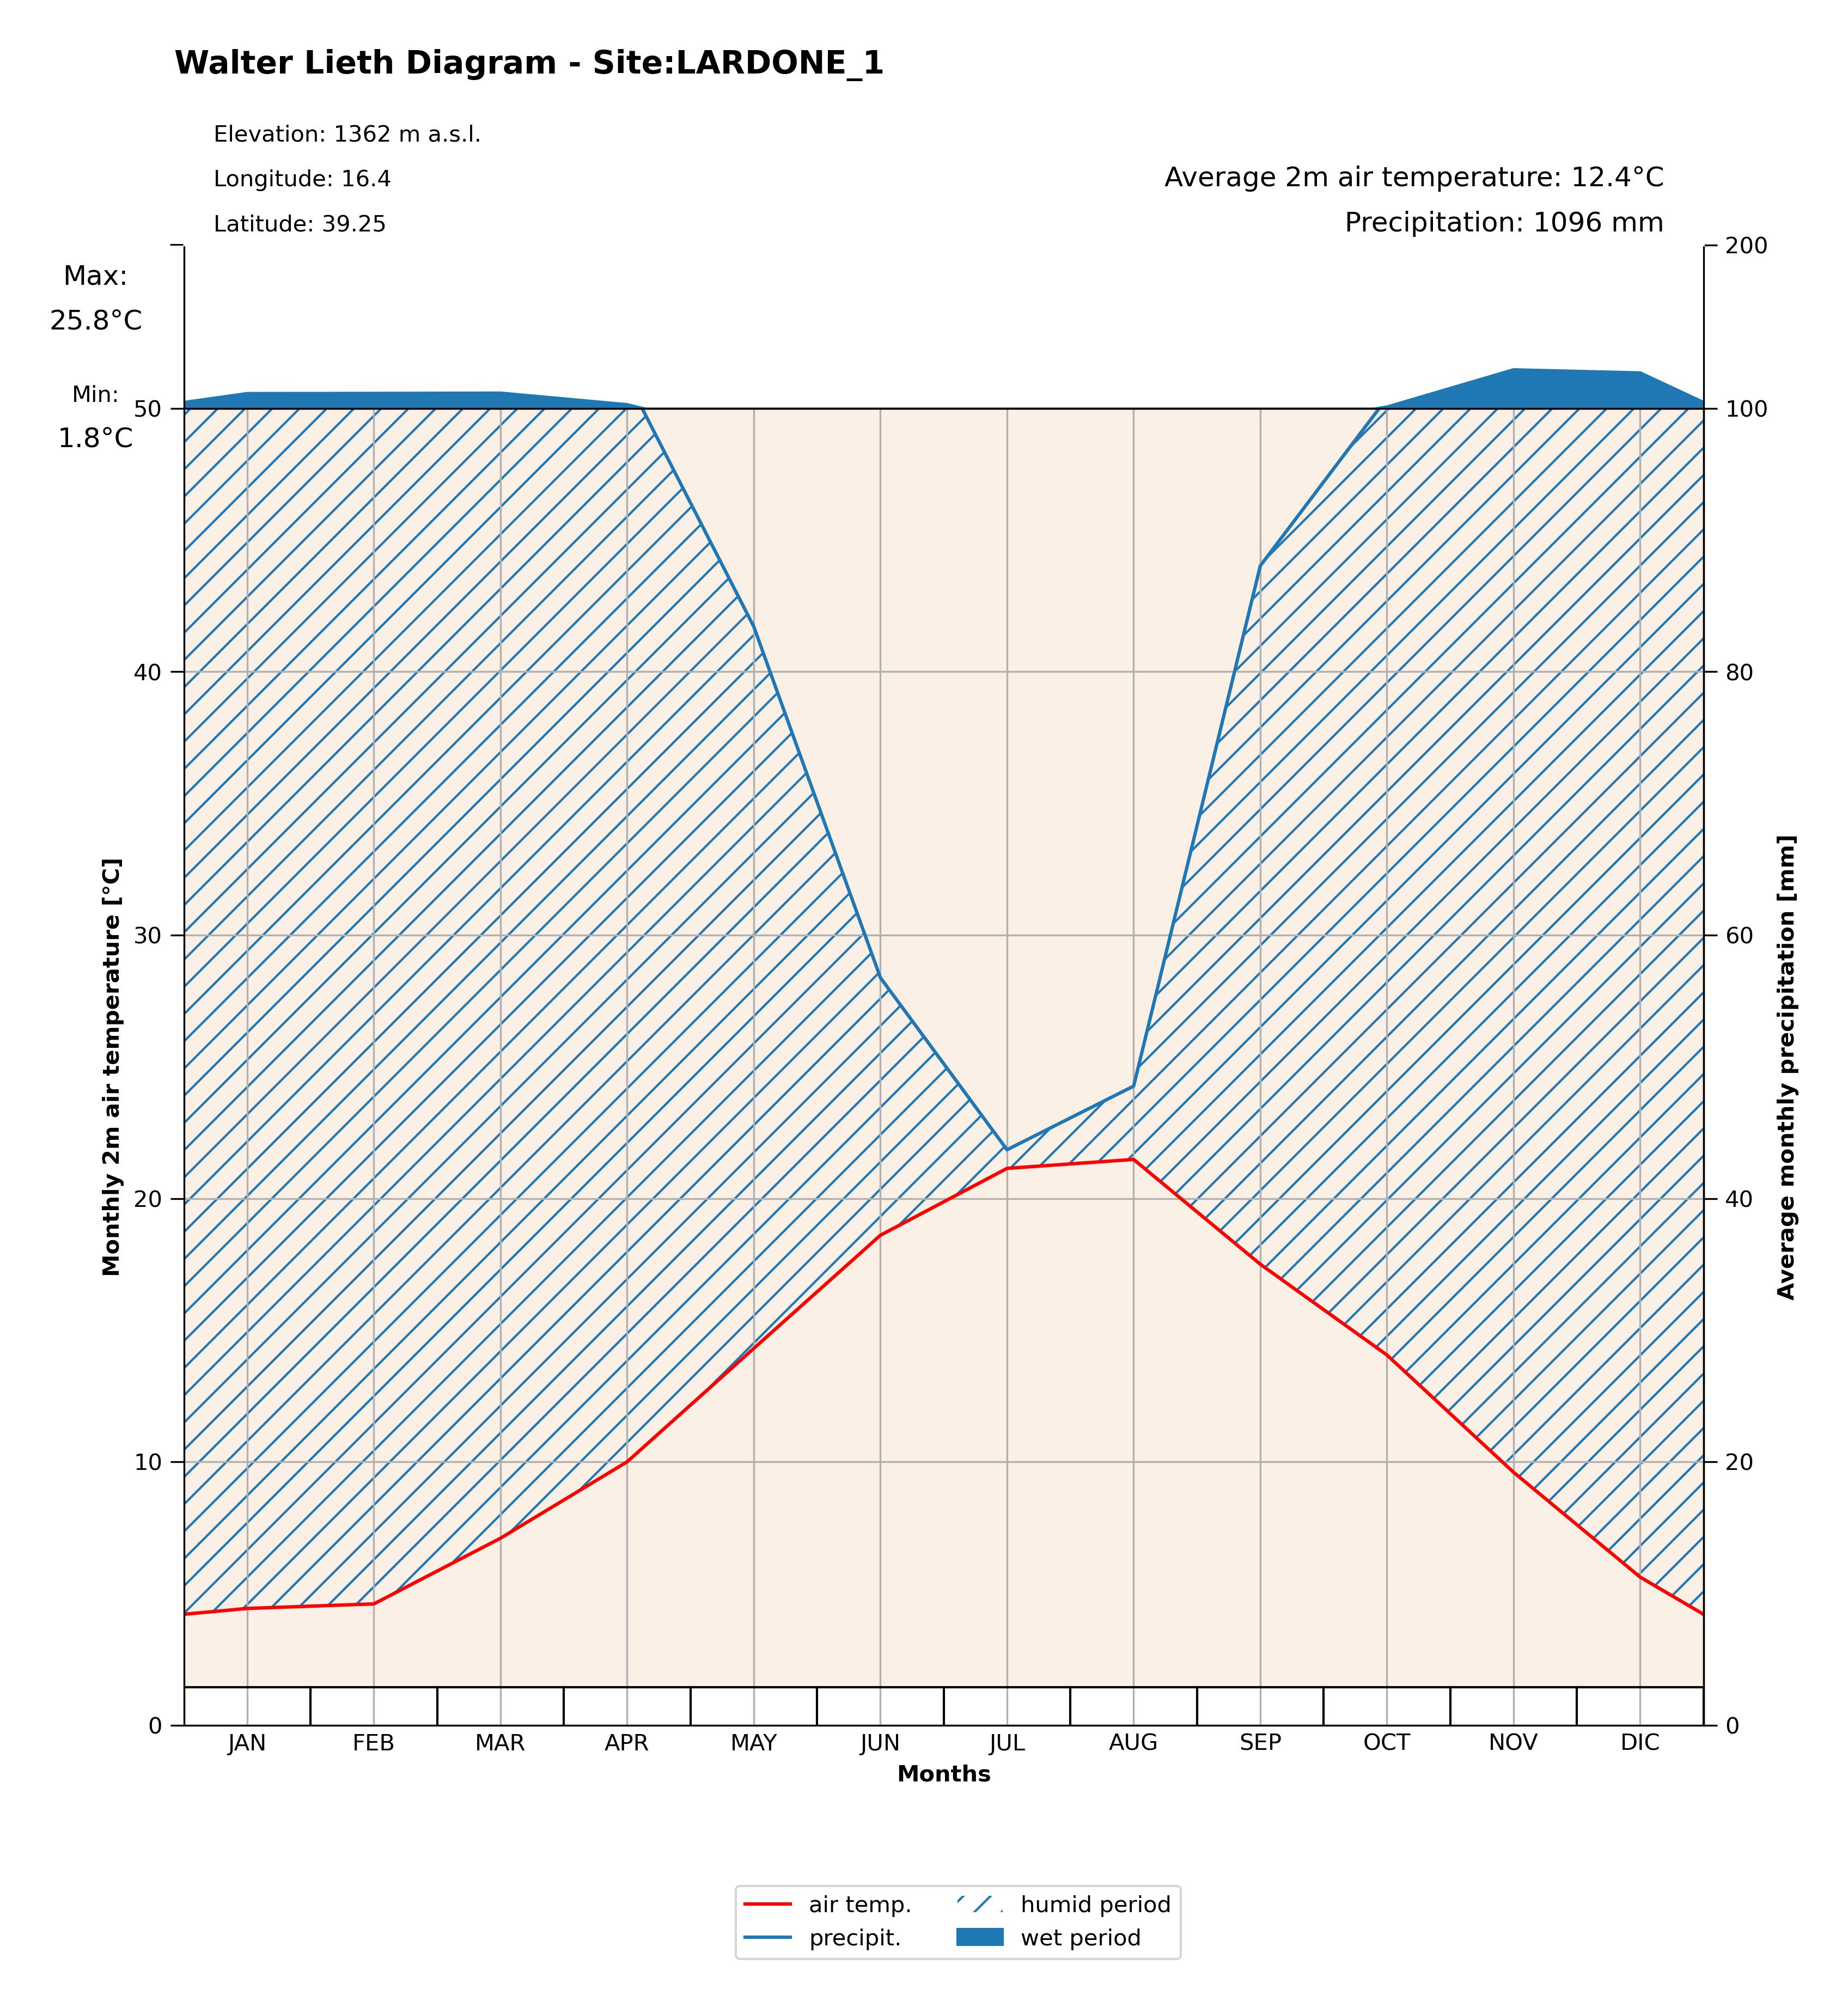 Walter Lieth Diagram - Site:LARDONE_1
Elevation: 1362 m a.s.l.
Longitude: 16.4
Latitude: 39.25
Average 2m air temperature: 12.4°C
Precipitation: 1096 mm
Max:
25.8°C
Min:
1.8°C
50
40
30
20
10
0
Monthly 2m air temperature [°C]
200
100
80
60
40
20
0
Average monthly precipitation [mm]
JAN FEB MAR APR MAY JUN JUL AUG SEP OCT NOV DIC
Months
air temp.
precipit.
humid period
wet period